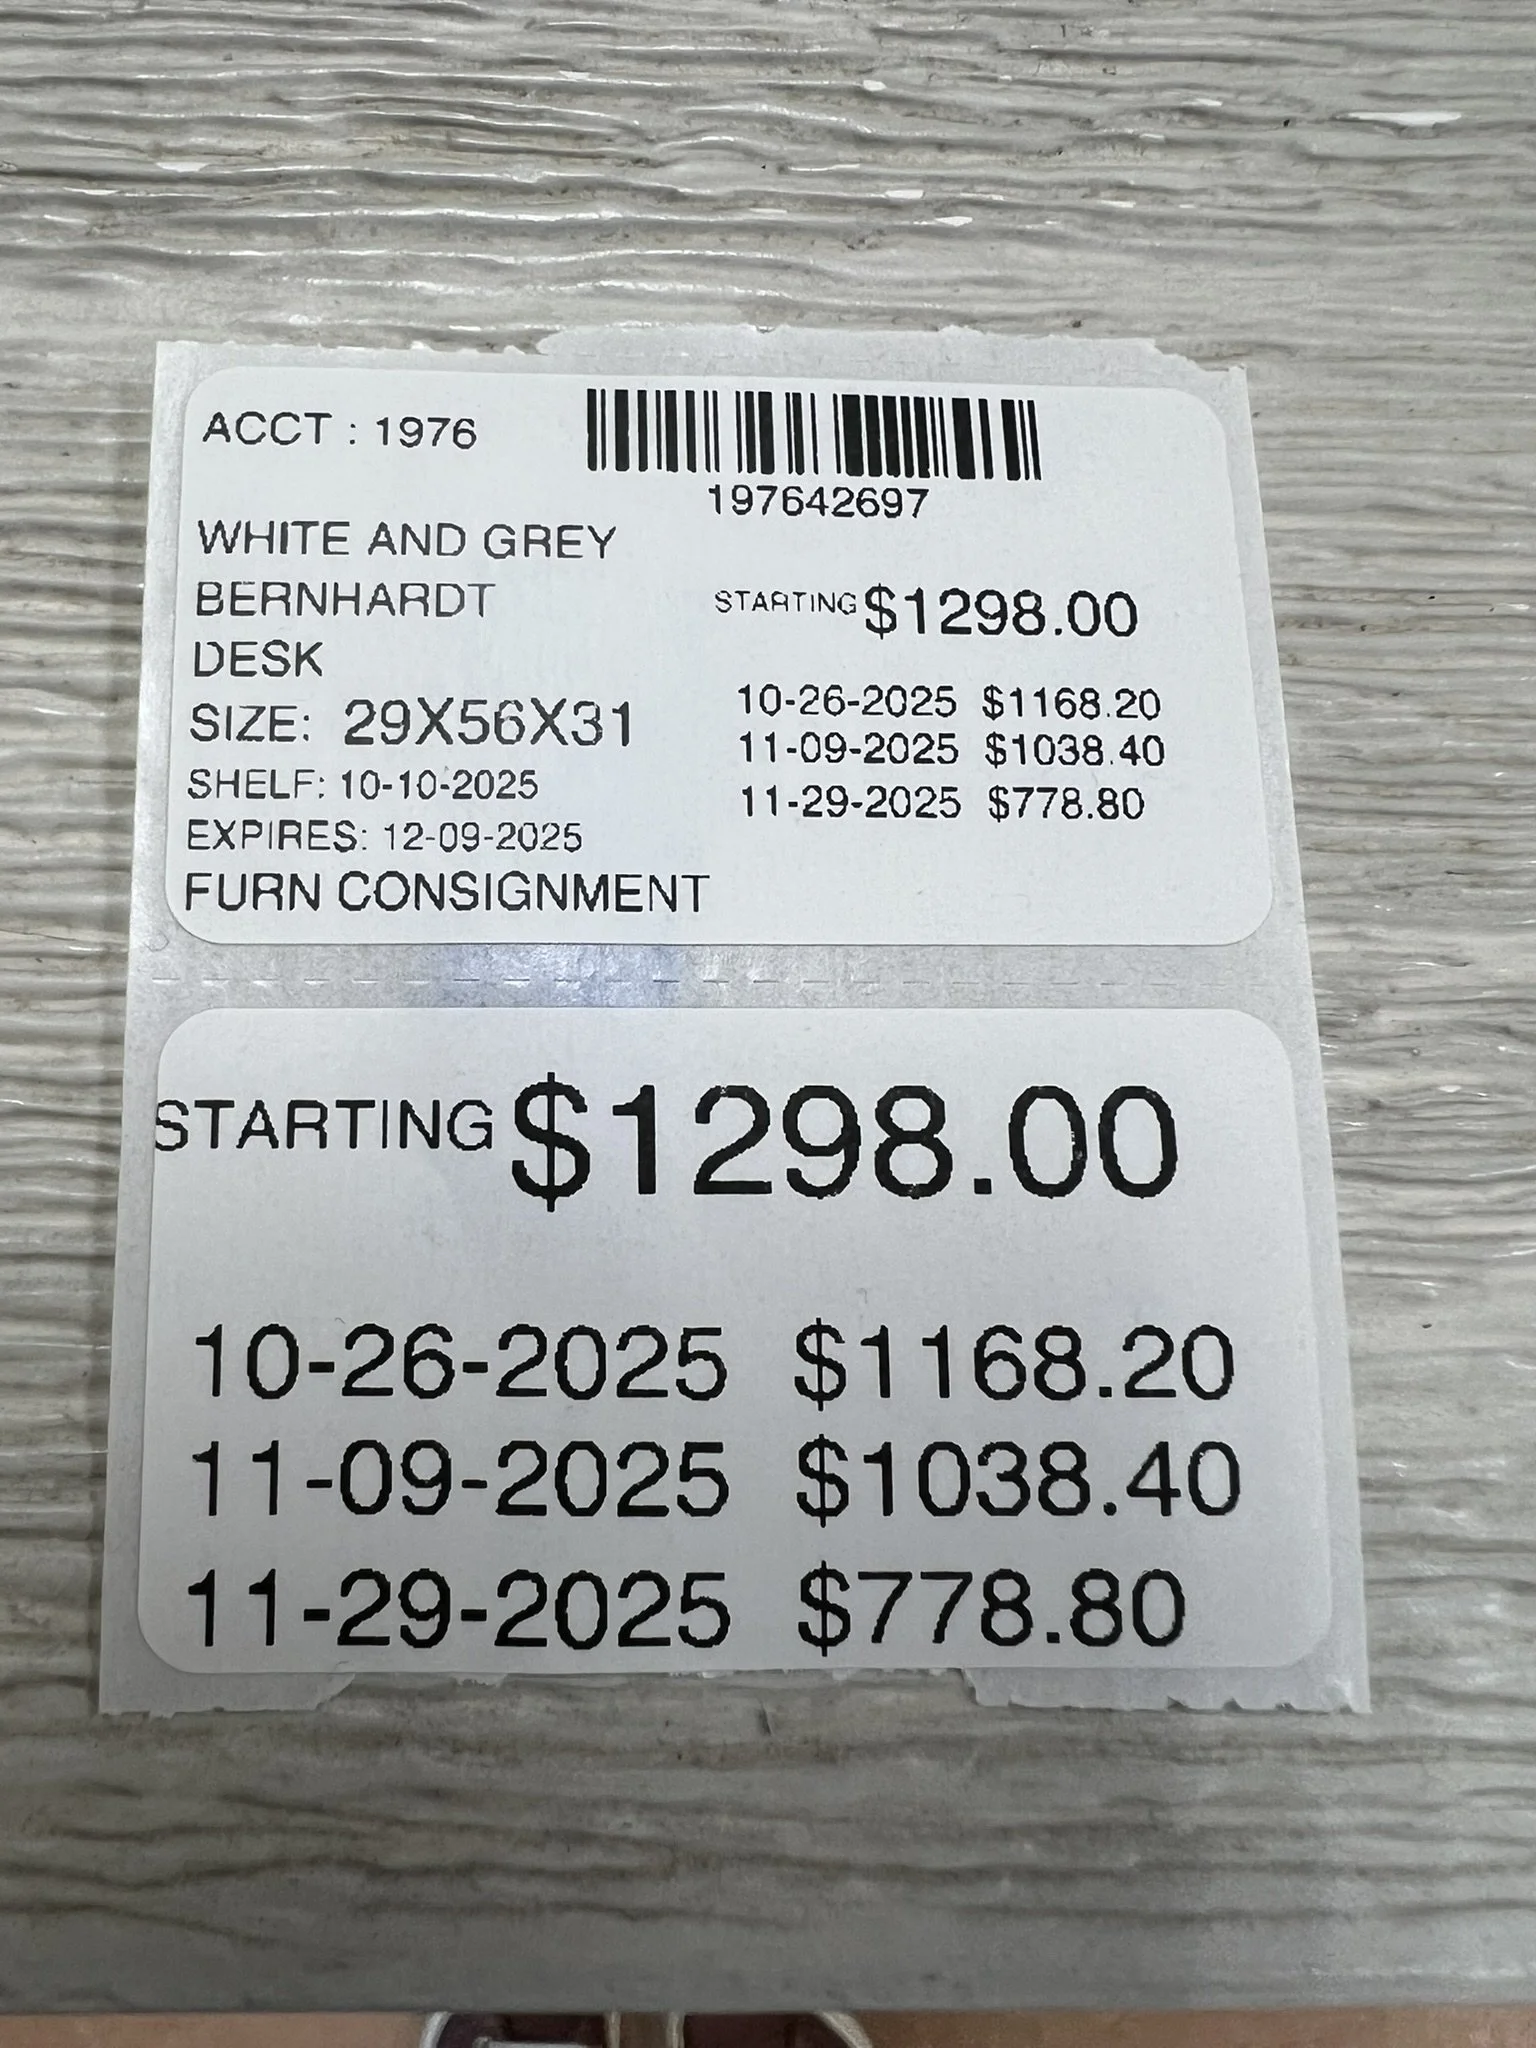 ACCT : 1976
197642697
WHITE AND GREY
BERNHARDT
DESK
SIZE: 29X56X31
SHELF: 10-10-2025
EXPIRES: 12-09-2025
FURN CONSIGNMENT
STARTING $1298.00
10-26-2025 $1168.20
11-09-2025 $1038.40
11-29-2025 $778.80
STARTING $1298.00
10-26-2025 $1168.20
11-09-2025 $1038.40
11-29-2025 $778.80